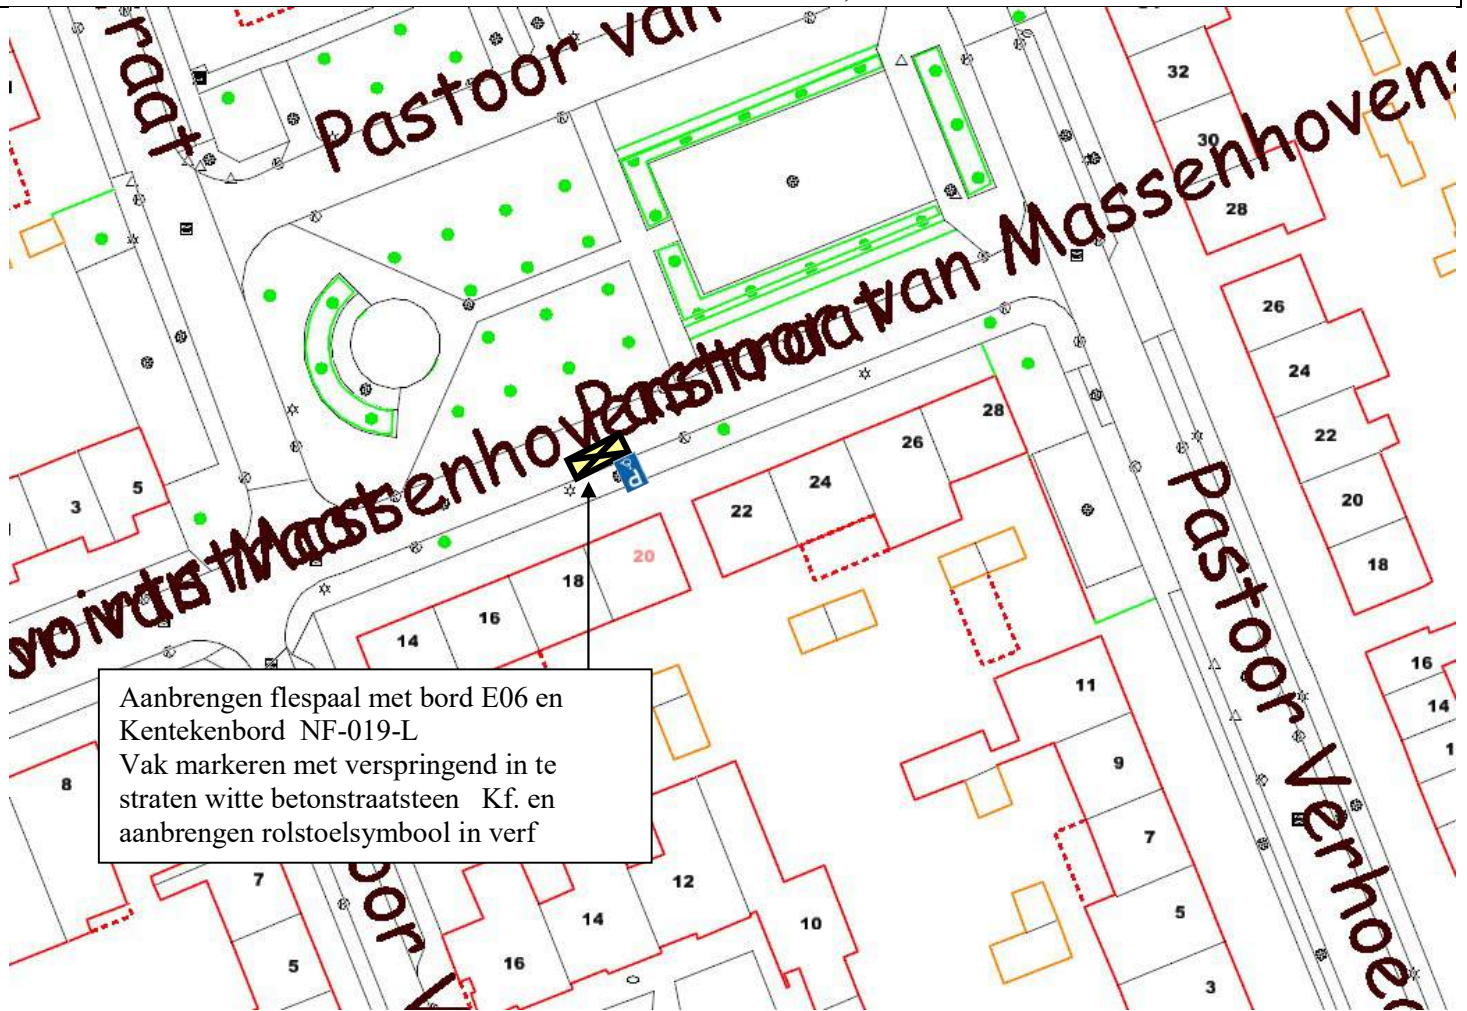 raat
Pastoor van
Pastoor van Massenhovens
Massenhovenstraat
32
30
28
26
24
22
20
18
16
14
3
5
28
26
24
22
20
18
16
14
P
Aanbrengen flespaal met bord E06 en
Kentekenbord NF-019-L
Vak markeren met verspringend in te
straten witte betonstraatsteen Kf. en
aanbrengen rolstoelsymbool in verf
Pastoor Verhoe
8
7
5
oor V
16
14
12
10
11
9
7
5
3